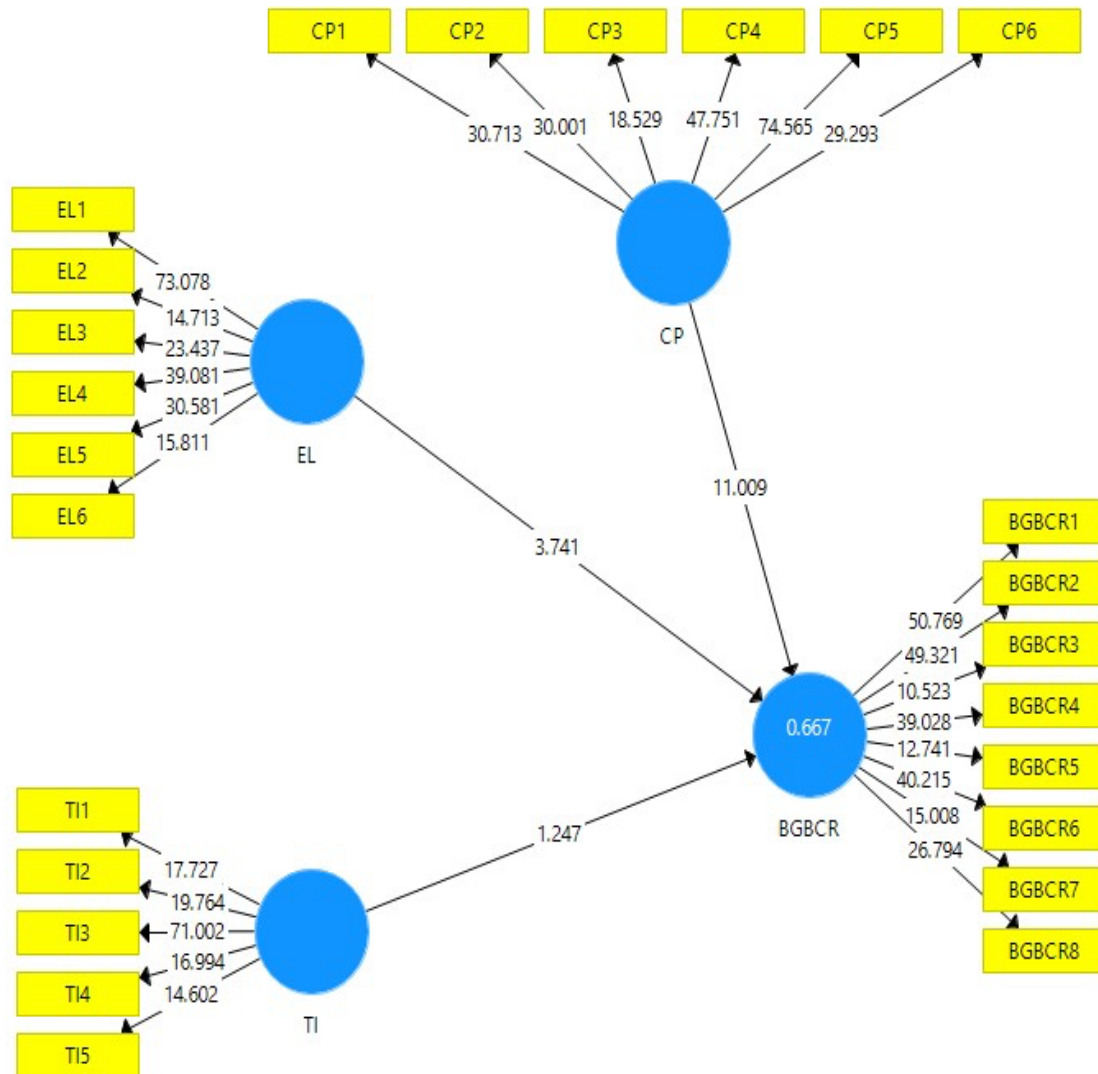 CP1
CP2
CP3
CP4
CP5
CP6
30.713
30.001
18.529
47.751
74.565
29.293
CP
EL1
EL2
EL3
EL4
EL5
EL6
73.078
14.713
23.437
39.081
30.581
15.811
EL
11.009
3.741
1.247
BGBCR1
BGBCR2
BGBCR3
BGBCR4
BGBCR5
BGBCR6
BGBCR7
BGBCR8
50.769
49.321
10.523
39.028
12.741
40.215
15.008
26.794
0.667
BGBCR
TI1
TI2
TI3
TI4
TI5
17.727
19.764
71.002
16.994
14.602
TI